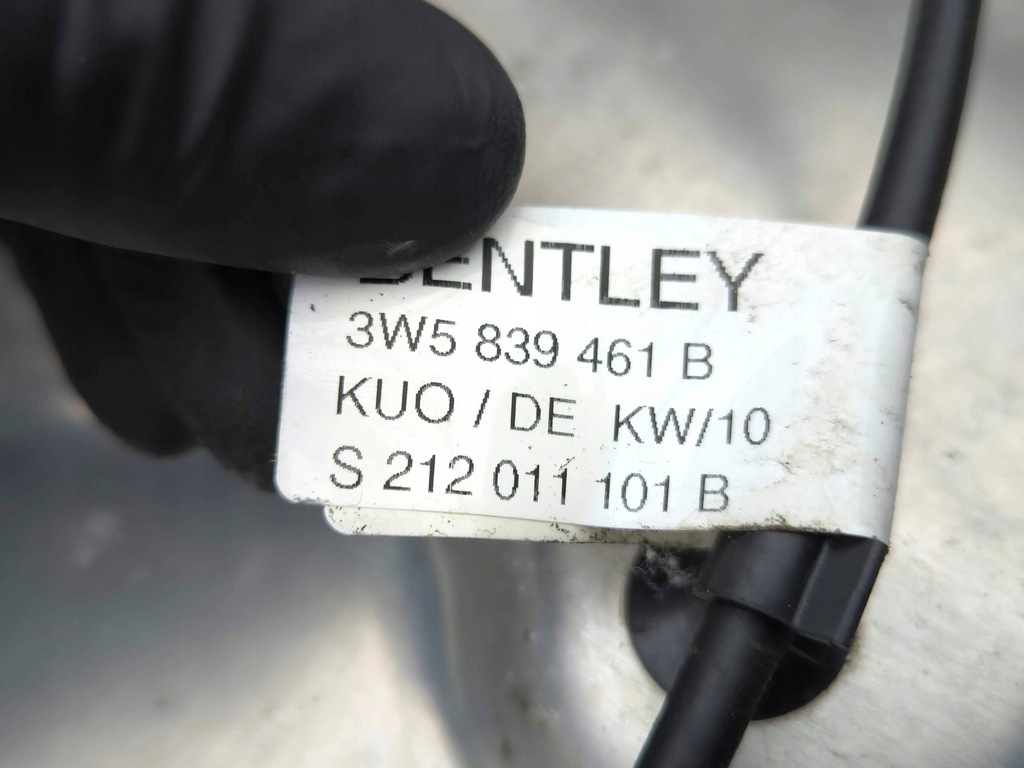 BENTLEY
3W5 839 461 B
KUO / DE KW/10
S 212 011 101 B